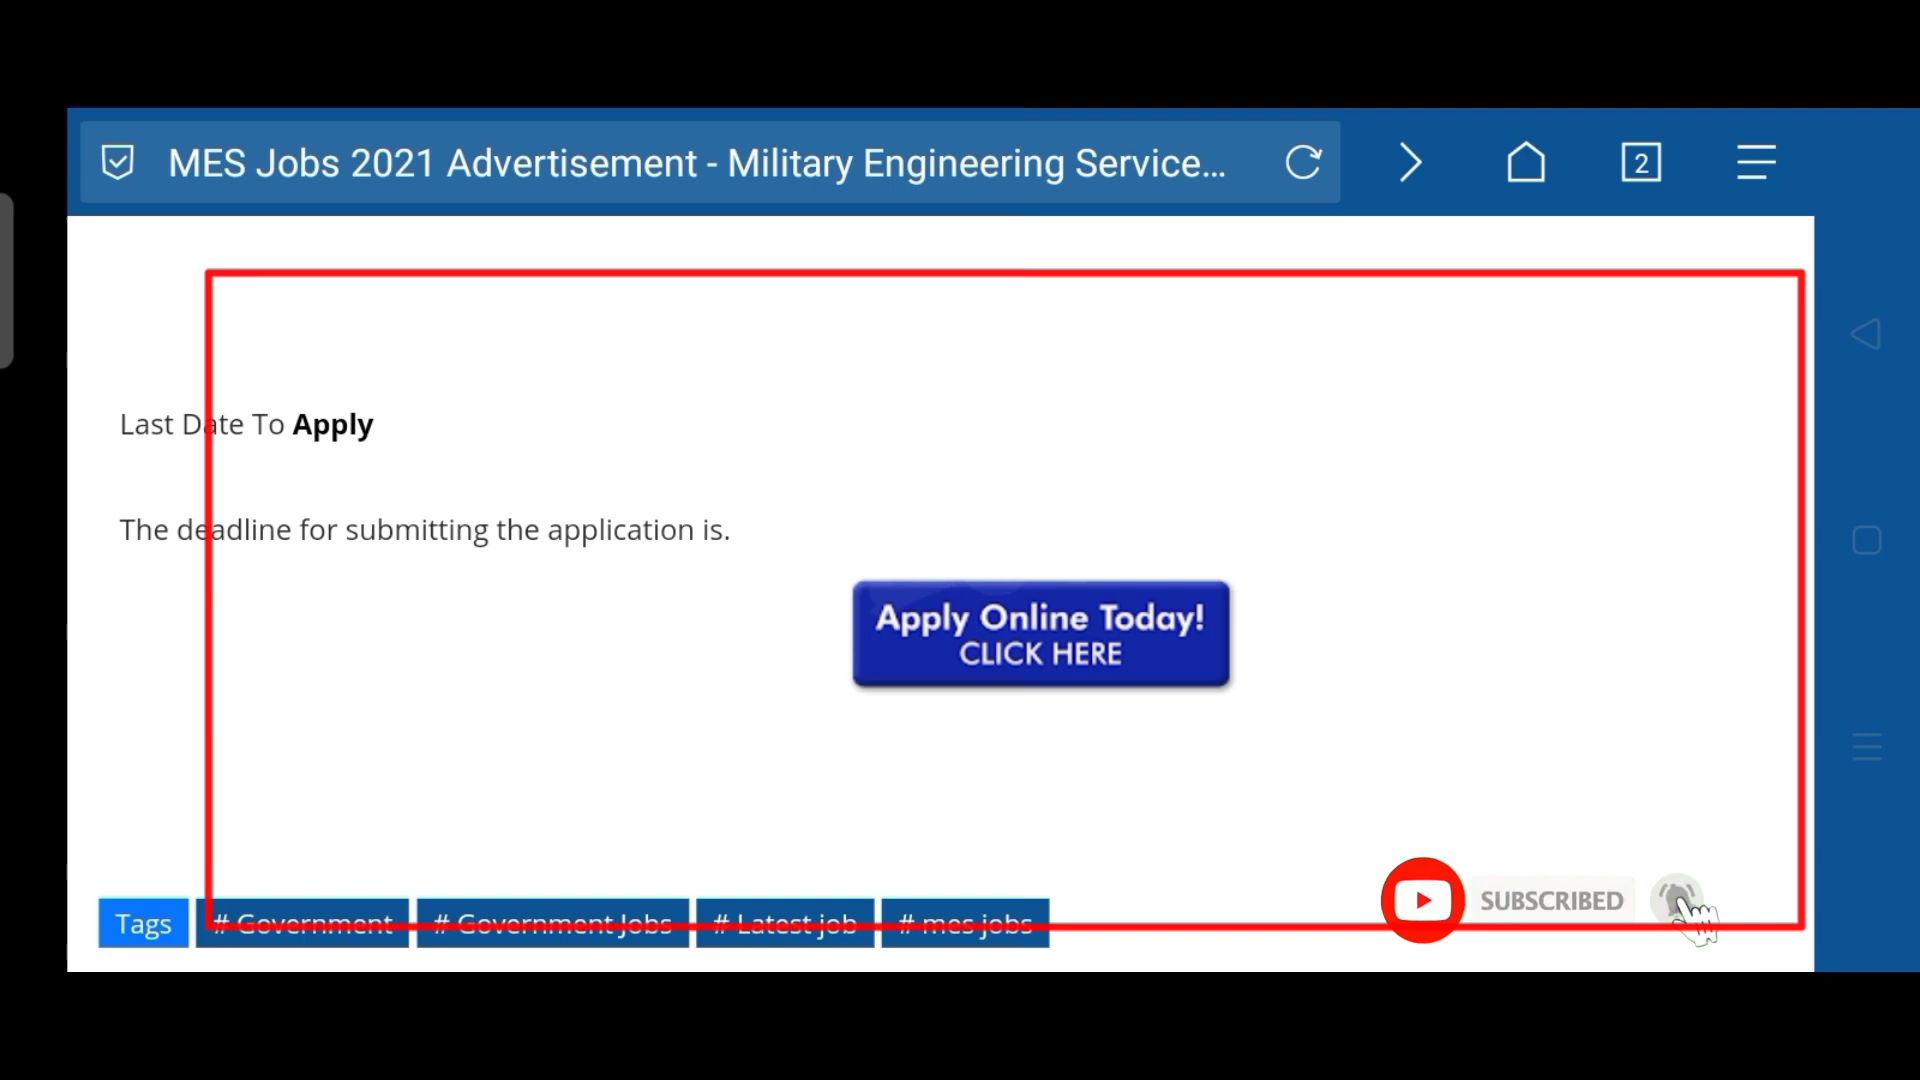 MES Jobs 2021 Advertisement - Military Engineering Service...
2
Last Date To Apply
The deadline for submitting the application is.
Apply Online Today!
CLICK HERE
SUBSCRIBED
Tags # Government # Government Jobs # Latest job # mes jobs